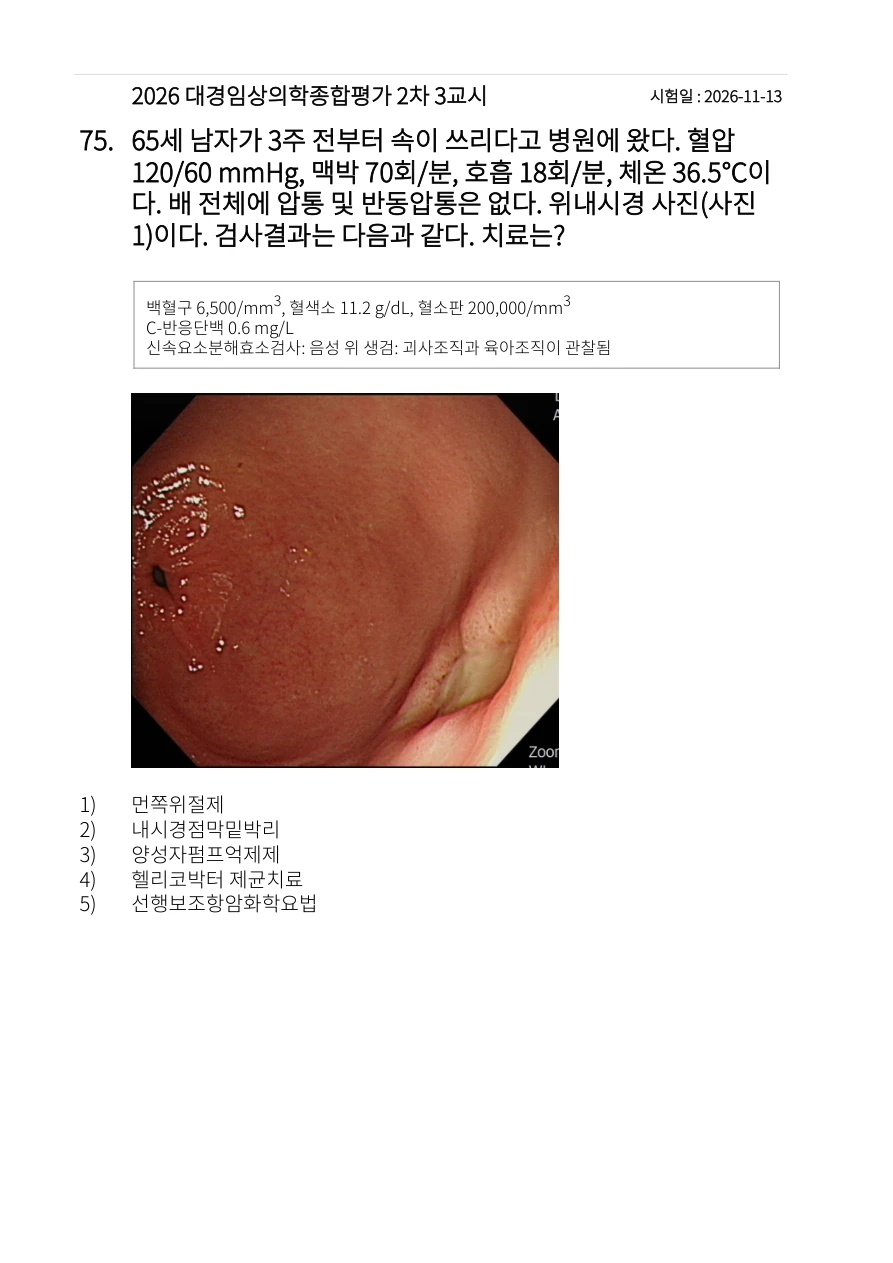 2026 대경임상의학종합평가 2차 3교시
시험일 : 2026-11-13
75. 65세 남자가 3주 전부터 속이 쓰리다고 병원에 왔다. 혈압
120/60 mmHg, 맥박 70회/분, 호흡 18회/분, 체온 36.5°C이
다. 배 전체에 압통 및 반동압통은 없다. 위내시경 사진(사진
1)이다. 검사결과는 다음과 같다. 치료는?
백혈구 6,500/mm³, 혈색소 11.2 g/dL, 혈소판 200,000/mm³
C-반응단백 0.6 mg/L
신속요소분해효소검사: 음성 위 생검: 괴사조직과 육아조직이 관찰됨
A
Zoor
1) 먼쪽위절제
2) 내시경점막밑박리
3) 양성자펌프억제제
4) 헬리코박터 제균치료
5) 선행보조항암화학요법